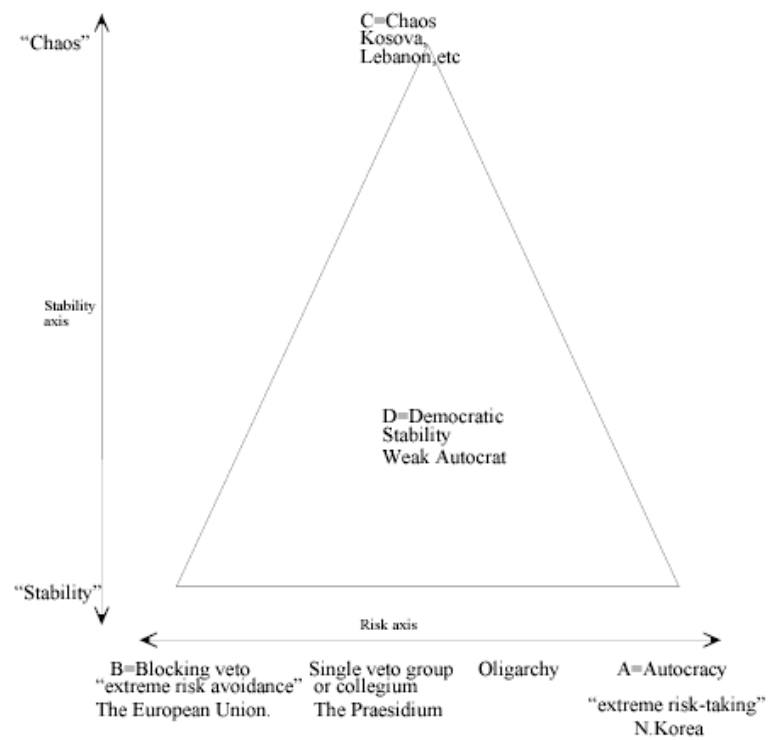 C=Chaos
“Chaos”
Kosova,
Lebanon,etc
Stability
axis
D=Democratic
Stability
Weak Autocrat
“Stability”
Risk axis
B=Blocking veto
“extreme risk avoidance”
The European Union.
Single veto group
or collegium
The Praesidium
Oligarchy
A=Autocracy
“extreme risk-taking”
N.Korea